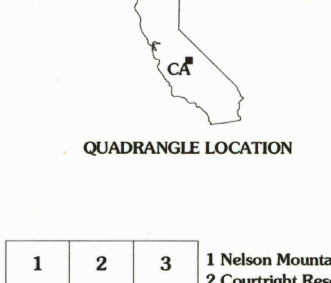 CA
QUADRANGLE LOCATION
1 2 3
1 Nelson Mounta
2 Courtright Rese